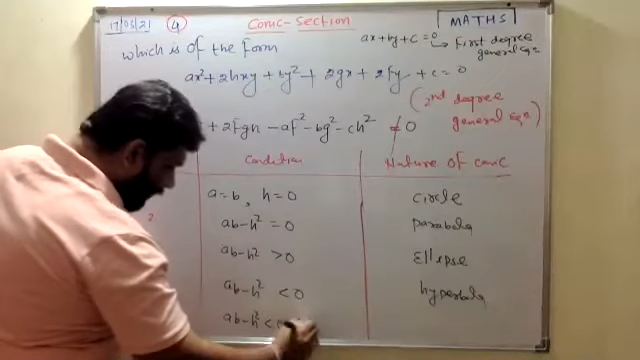 17/05/21 4 Conic-Section MATHS
ax+by+c=0 → First degree general Eqn
which is of the form
ax²+2hxy+by²+2gx+2fy+c=0
(2nd degree general Eqn)
+2fgh-af²-bg²-ch² ≠0
Condition Nature of conic
a=b, h=0 circle
ab-h²=0 parabola
ab-h²>0 Ellipse
ab-h²<0 hyperbola
ab-h²<0
2